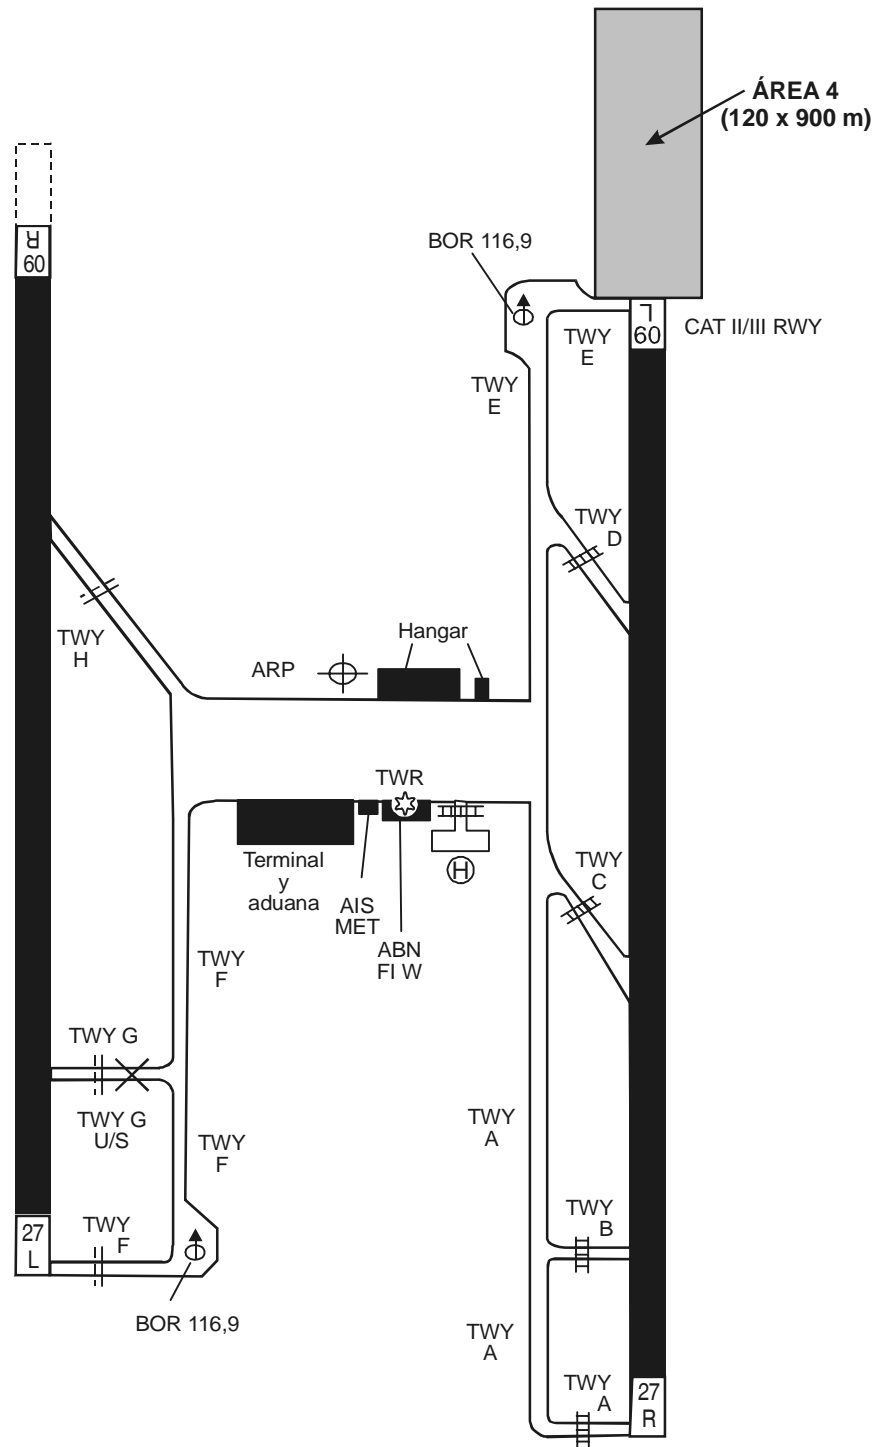 ÁREA 4
(120 x 900 m)
09
R
BOR 116,9
09
L
CAT II/III RWY
TWY
E
TWY
E
TWY
D
TWY
H
Hangar
ARP
TWR
Terminal
y
aduana
AIS
MET
ABN
FI W
H
TWY
C
TWY
F
TWY G
TWY G
U/S
TWY
F
TWY
A
TWY
B
TWY
F
27
L
BOR 116,9
TWY
A
TWY
A
27
R